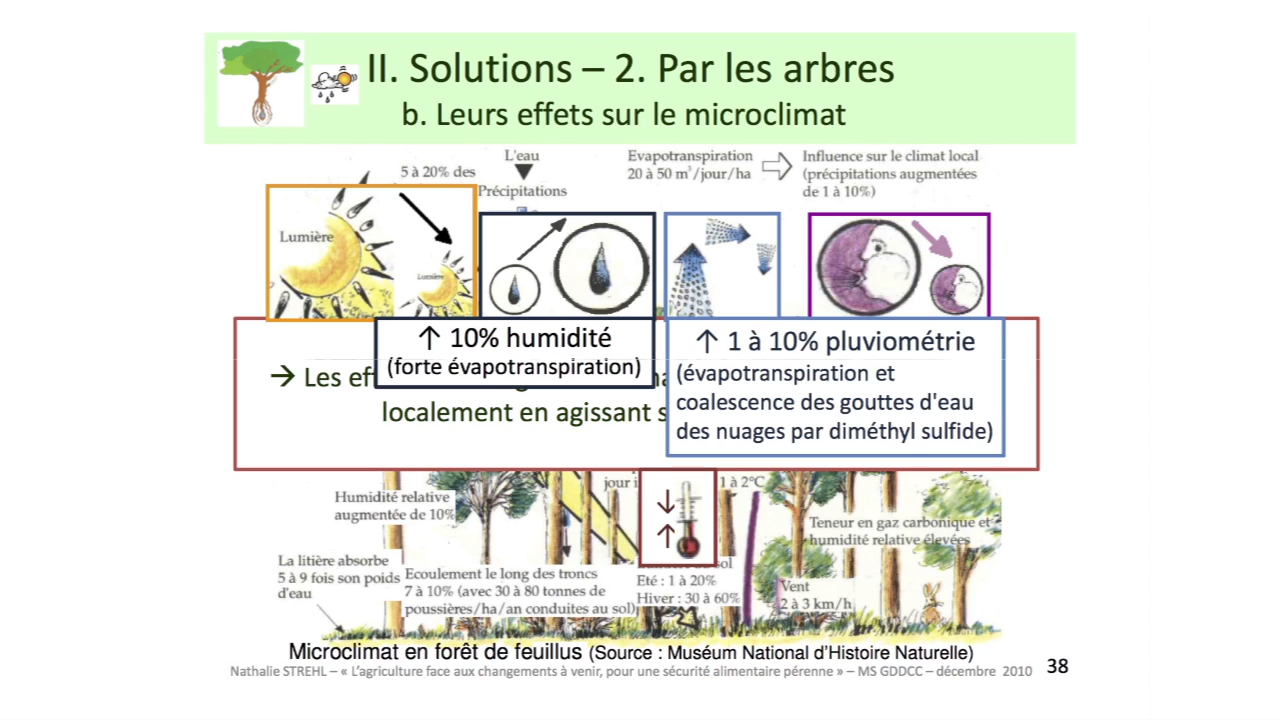 II. Solutions – 2. Par les arbres
b. Leurs effets sur le microclimat
5 à 20% des
L'eau
Précipitations
Evapotranspiration
20 à 50 m³/jour/ha
Influence sur le climat local
(précipitations augmentées
de 1 à 10%)
Lumière
Lumière
↑ 10% humidité
(forte évapotranspiration)
↑ 1 à 10% pluviométrie
(évapotranspiration et
coalescence des gouttes d'eau
des nuages par diméthyl sulfide)
→ Les
localement en agissant
Humidité relative
augmentée de 10%
jour
1 à 2°C
Teneur en gaz carbonique et
humidité relative élevées
La litière absorbe
5 à 9 fois son poids
d'eau
Ecoulement le long des troncs
7 à 10% (avec 30 à 80 tonnes de
poussières/ha/an conduites au sol)
sol
Eté : 1 à 20%
Hiver : 30 à 60%
Vent
2 à 3 km/h
Microclimat en forêt de feuillus (Source : Muséum National d'Histoire Naturelle)
Nathalie STREHL – « L'agriculture face aux changements à venir, pour une sécurité alimentaire pérenne » – MS GDDCC – décembre 2010
38